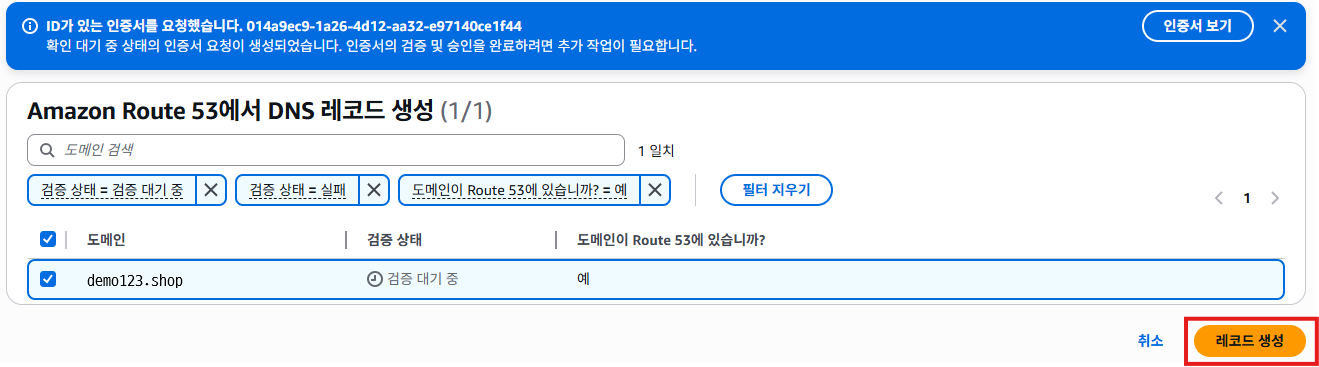 ID가 있는 인증서를 요청했습니다. 014a9ec9-1a26-4d12-aa32-e97140ce1f44
확인 대기 중 상태의 인증서 요청이 생성되었습니다. 인증서의 검증 및 승인을 완료하려면 추가 작업이 필요합니다.
인증서 보기
Amazon Route 53에서 DNS 레코드 생성 (1/1)
도메인 검색
1 일치
검증 상태 = 검증 대기 중
검증 상태 = 실패
도메인이 Route 53에 있습니까? = 예
필터 지우기
1
도메인 검증 상태 도메인이 Route 53에 있습니까?
demo123.shop 검증 대기 중 예
취소 레코드 생성